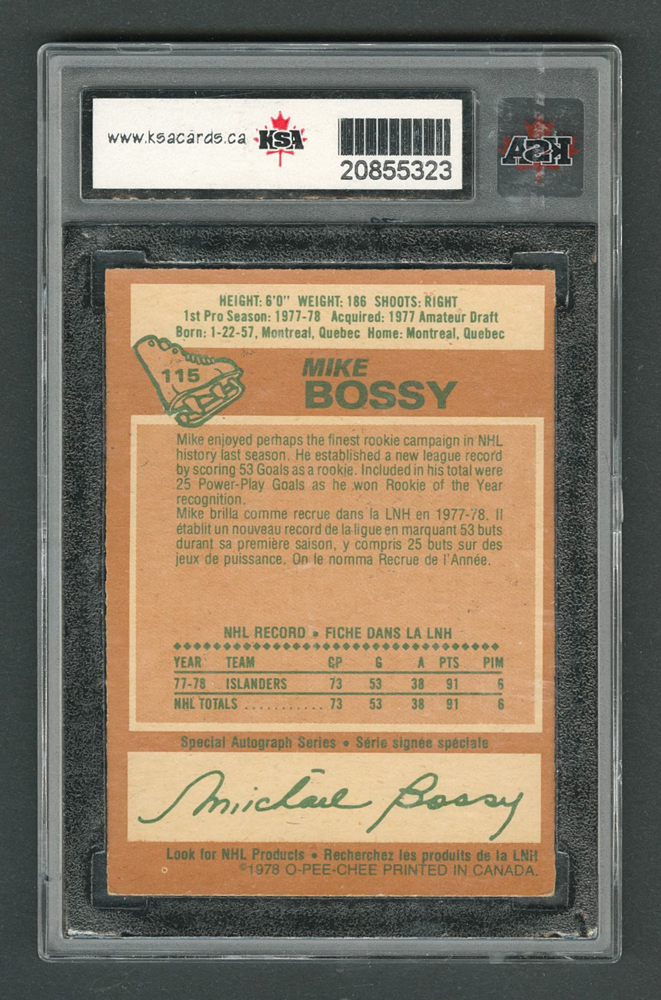 www.ksacards.ca KSA
20855323
KSA
HEIGHT: 6'0" WEIGHT: 186 SHOOTS: RIGHT
1st Pro Season: 1977-78 Acquired: 1977 Amateur Draft
Born: 1-22-57, Montreal, Quebec Home: Montreal, Quebec
115
MIKE
BOSSY
Mike enjoyed perhaps the finest rookie campaign in NHL
history last season. He established a new league record
by scoring 53 Goals as a rookie. Included in his total were
25 Power-Play Goals as he won Rookie of the Year
recognition.
Mike brilla comme recrue dans la LNH en 1977-78. Il
établit un nouveau record de la ligue en marquant 53 buts
durant sa première saison, y compris 25 buts sur des
jeux de puissance. On le nomma Recrue de l'Année.
NHL RECORD • FICHE DANS LA LNH
YEAR TEAM GP G A PTS PIM
77-78 ISLANDERS 73 53 38 91 6
NHL TOTALS ........... 73 53 38 91 6
Special Autograph Series • Série signée spéciale
Michael Bossy
Look for NHL Products • Recherchez les produits de la LNH
©1978 O-PEE-CHEE PRINTED IN CANADA.